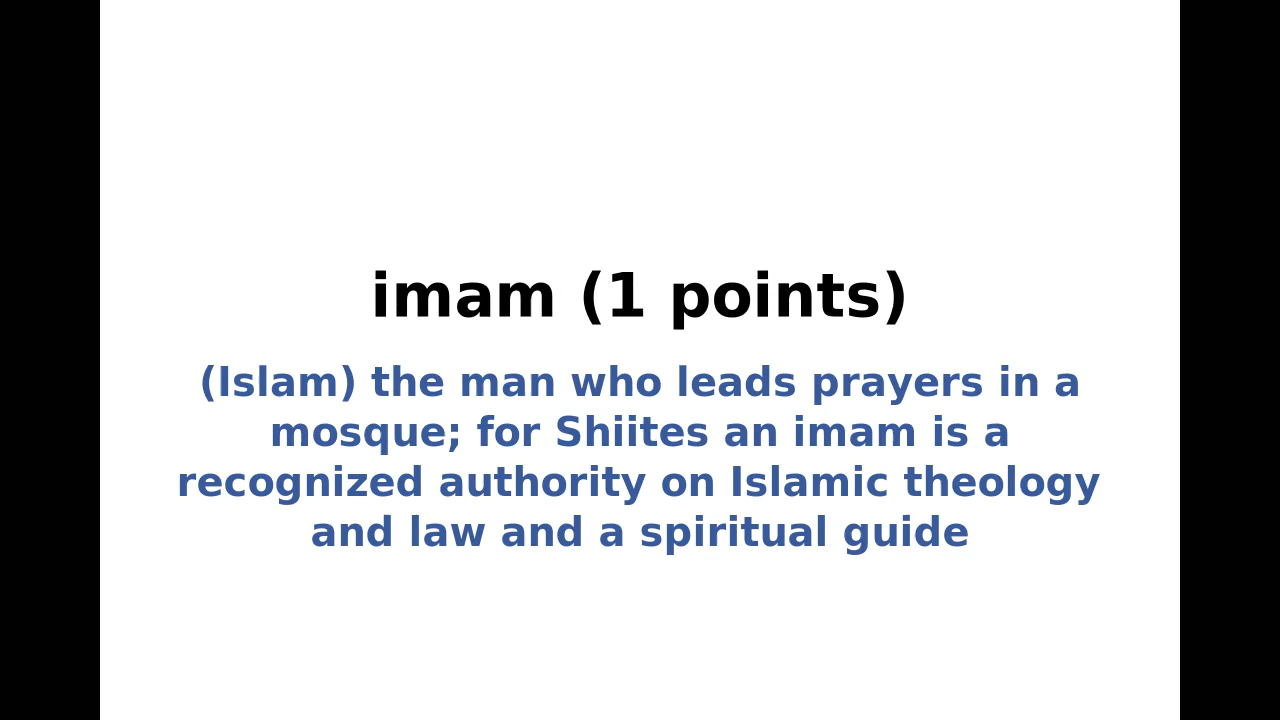 imam (1 points)
(Islam) the man who leads prayers in a
mosque; for Shiites an imam is a
recognized authority on Islamic theology
and law and a spiritual guide